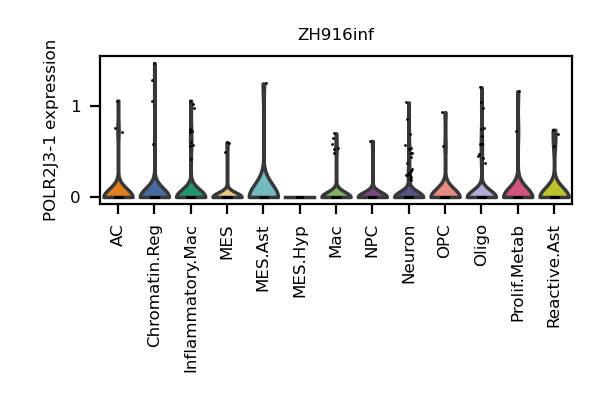 ZH916inf
POLR2J3-1 expression
1
0
AC
Chromatin.Reg
Inflammatory.Mac
MES
MES.Ast
MES.Hyp
Mac
NPC
Neuron
OPC
Oligo
Prolif.Metab
Reactive.Ast